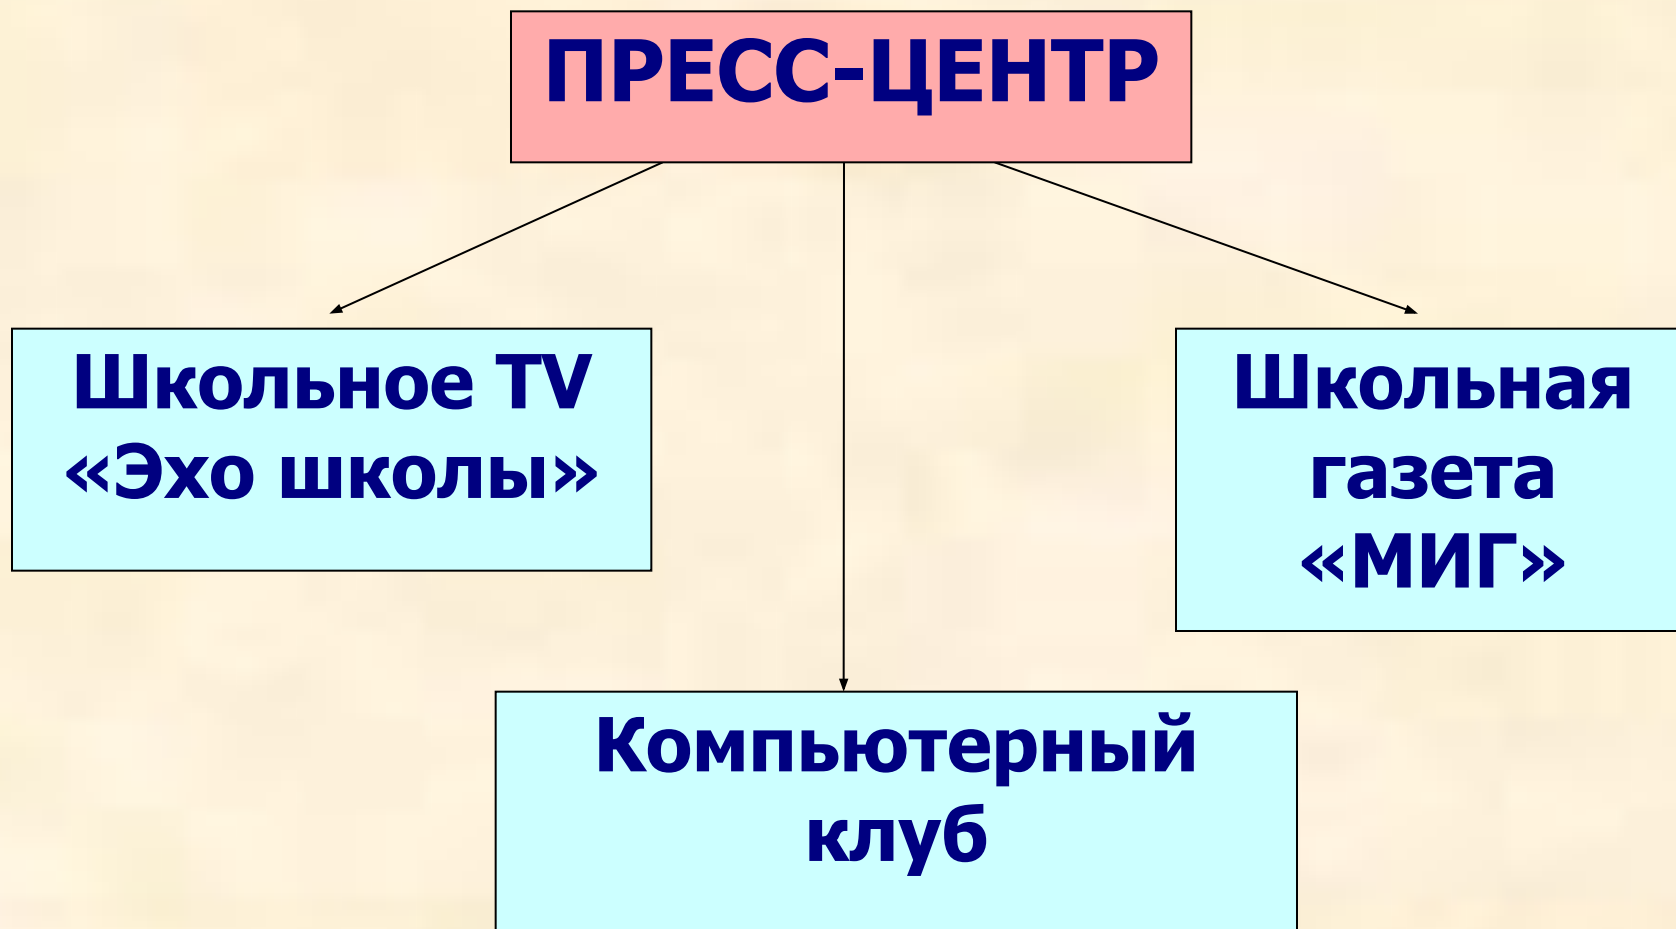 ПРЕСС-ЦЕНТР
Школьное TV
«Эхо школы»
Школьная
газета
«МИГ»
Компьютерный
клуб